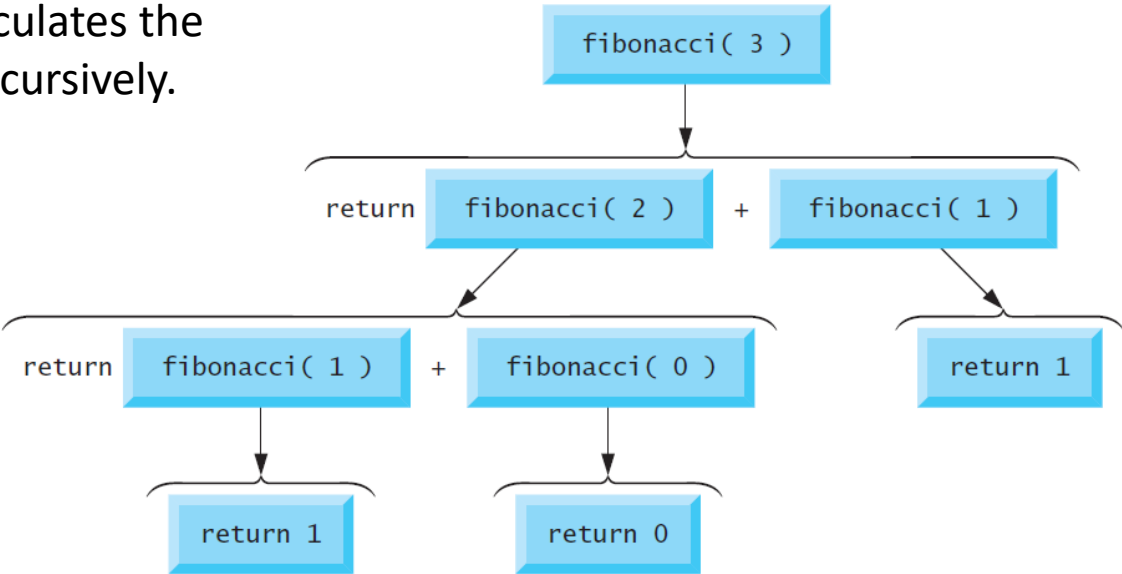 culates the
cursively.
fibonacci( 3 )
return fibonacci( 2 ) + fibonacci( 1 )
return fibonacci( 1 ) + fibonacci( 0 )
return 1
return 1
return 0